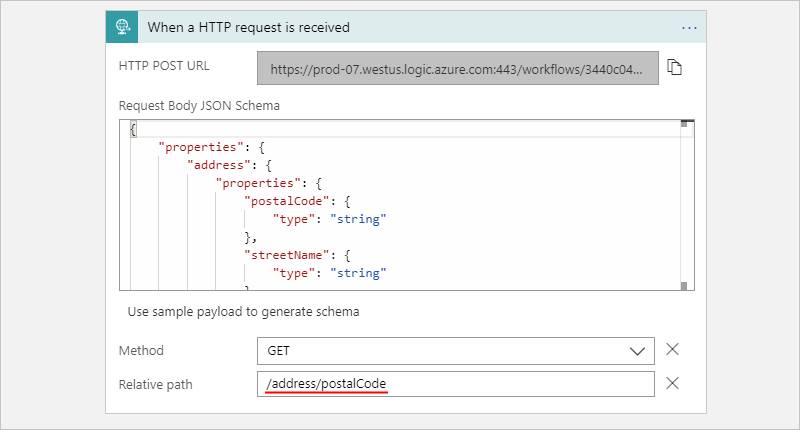 When a HTTP request is received
HTTP POST URL
https://prod-07.westus.logic.azure.com:443/workflows/3440c04...
Request Body JSON Schema
{
"properties": {
"address": {
"properties": {
"postalCode": {
"type": "string"
},
"streetName": {
"type": "string"
Use sample payload to generate schema
Method
GET
Relative path
/address/postalCode